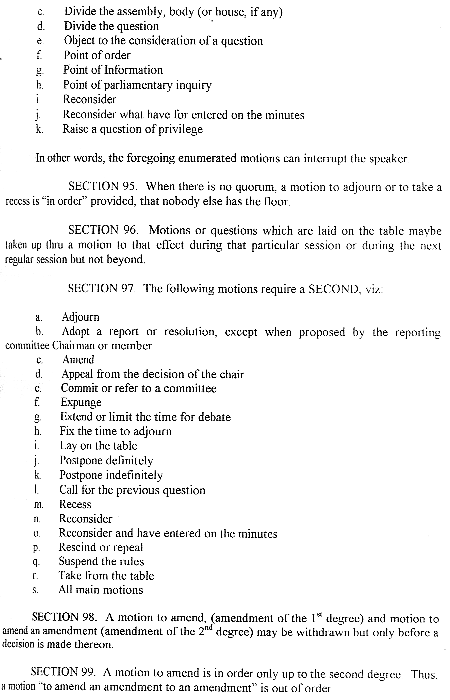 c. Divide the assembly, body (or house, if any)
d. Divide the question
e. Object to the consideration of a question
f. Point of order
g. Point of Information
h. Point of parliamentary inquiry
i Reconsider
j. Reconsider what have for entered on the minutes
k. Raise a question of privilege
In other words, the foregoing enumerated motions can interrupt the speaker
SECTION 95. When there is no quorum, a motion to adjourn or to take a
recess is "in order" provided, that nobody else has the floor.
SECTION 96. Motions or questions which are laid on the table maybe
taken up thru a motion to that effect during that particular session or during the next
regular session but not beyond.
SECTION 97 The following motions require a SECOND, viz:
a. Adjourn
b. Adopt a report or resolution, except when proposed by the reporting
committee Chairman or member
c. Amend
d. Appeal from the decision of the chair
e. Commit or refer to a committee
f. Expunge
g. Extend or limit the time for debate
h. Fix the time to adjourn
i. Lay on the table
j. Postpone definitely
k. Postpone indefinitely
l. Call for the previous question
m. Recess
n. Reconsider
o. Reconsider and have entered on the minutes
p. Rescind or repeal
q. Suspend the rules
r. Take from the table
s. All main motions
SECTION 98. A motion to amend, (amendment of the 1st degree) and motion to
amend an amendment (amendment of the 2nd degree) may be withdrawn but only before a
decision is made thereon.
SECTION 99. A motion to amend is in order only up to the second degree Thus,
a motion "to amend an amendment to an amendment" is out of order